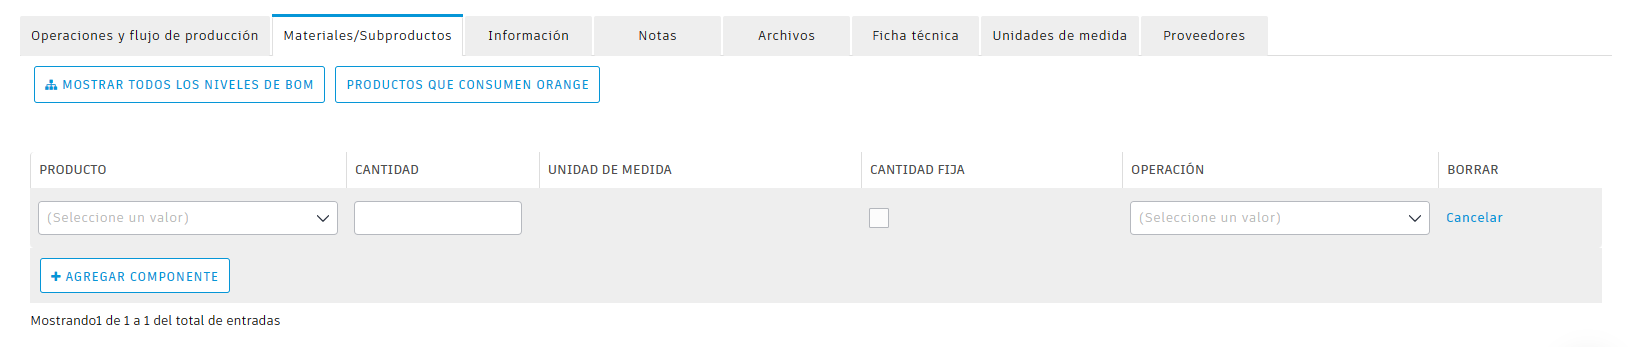 Operaciones y flujo de producción Materiales/Subproductos Información Notas Archivos Ficha técnica Unidades de medida Proveedores
MOSTRAR TODOS LOS NIVELES DE BOM PRODUCTOS QUE CONSUMEN ORANGE
PRODUCTO CANTIDAD UNIDAD DE MEDIDA CANTIDAD FIJA OPERACIÓN BORRAR
(Seleccione un valor) (Seleccione un valor) Cancelar
+ AGREGAR COMPONENTE
Mostrando1 de 1 a 1 del total de entradas